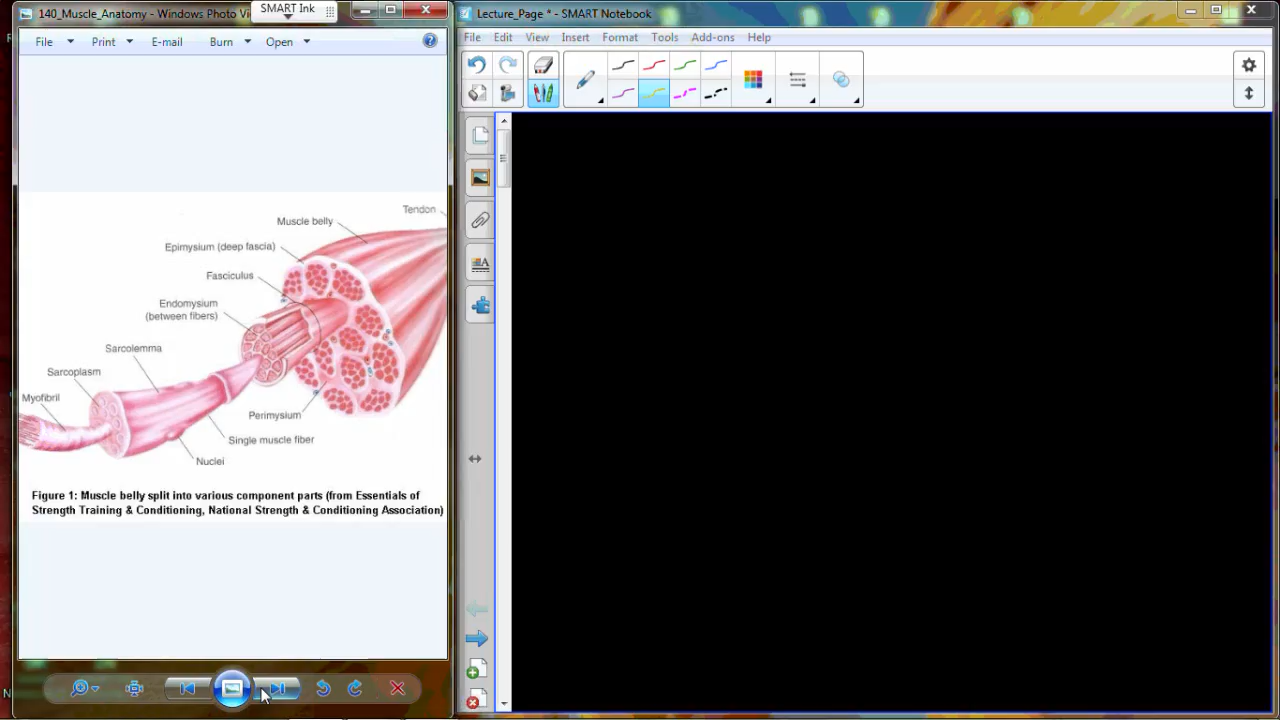 140_Muscle_Anatomy - Windows Photo Vi
SMART Ink
File Print E-mail Burn Open
Tendon
Muscle belly
Epimysium (deep fascia)
Fasciculus
Endomysium
(between fibers)
Sarcolemma
Sarcoplasm
Myofibril
Perimysium
Single muscle fiber
Nuclei
Figure 1: Muscle belly split into various component parts (from Essentials of
Strength Training & Conditioning, National Strength & Conditioning Association)
Lecture_Page * - SMART Notebook
File Edit View Insert Format Tools Add-ons Help